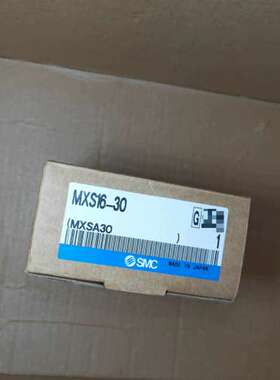 MXS16-30
G
(MXSA30 )
1
SMC MADE IN JAPAN